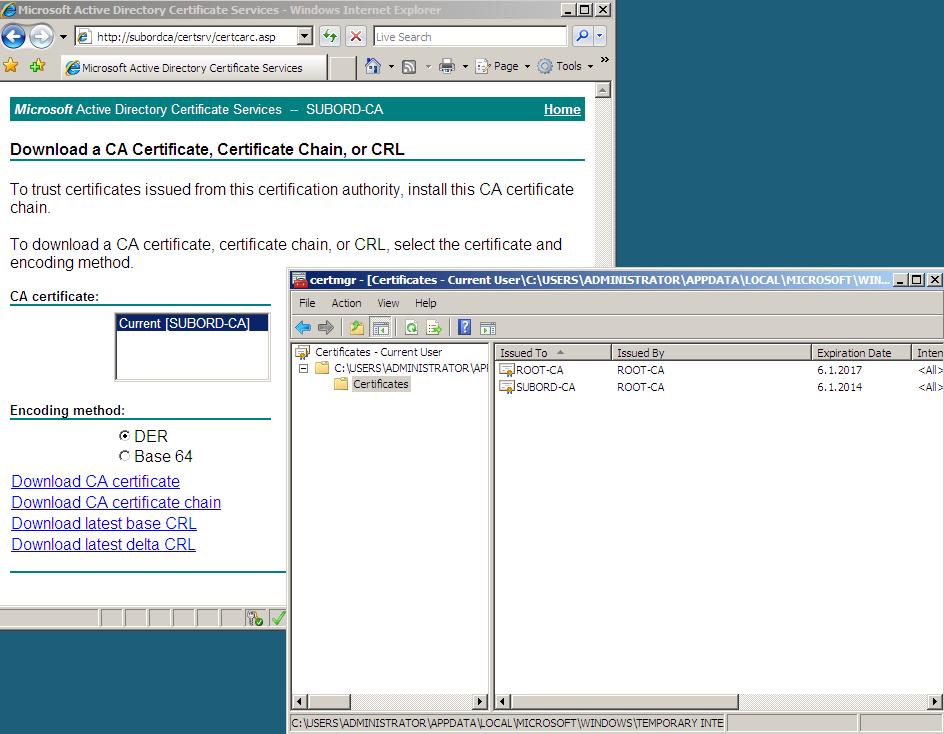 Microsoft Active Directory Certificate Services - Windows Internet Explorer
http://subordca/certsrv/certcarc.asp
Live Search
Microsoft Active Directory Certificate Services
Page
Tools
»
Microsoft Active Directory Certificate Services -- SUBORD-CA
Home
Download a CA Certificate, Certificate Chain, or CRL
To trust certificates issued from this certification authority, install this CA certificate
chain.
To download a CA certificate, certificate chain, or CRL, select the certificate and
encoding method.
CA certificate:
Current [SUBORD-CA]
Encoding method:
DER
Base 64
Download CA certificate
Download CA certificate chain
Download latest base CRL
Download latest delta CRL
certmgr - [Certificates - Current User\C:\USERS\ADMINISTRATOR\APPDATA\LOCAL\MICROSOFT\WIN...
File Action View Help
Certificates - Current User
C:\USERS\ADMINISTRATOR\API
Certificates
Issued To Issued By Expiration Date Inten
ROOT-CA ROOT-CA 6.1.2017 <All>
SUBORD-CA ROOT-CA 6.1.2014 <All>
C:\USERS\ADMINISTRATOR\APPDATA\LOCAL\MICROSOFT\WINDOWS\TEMPORARY INTE